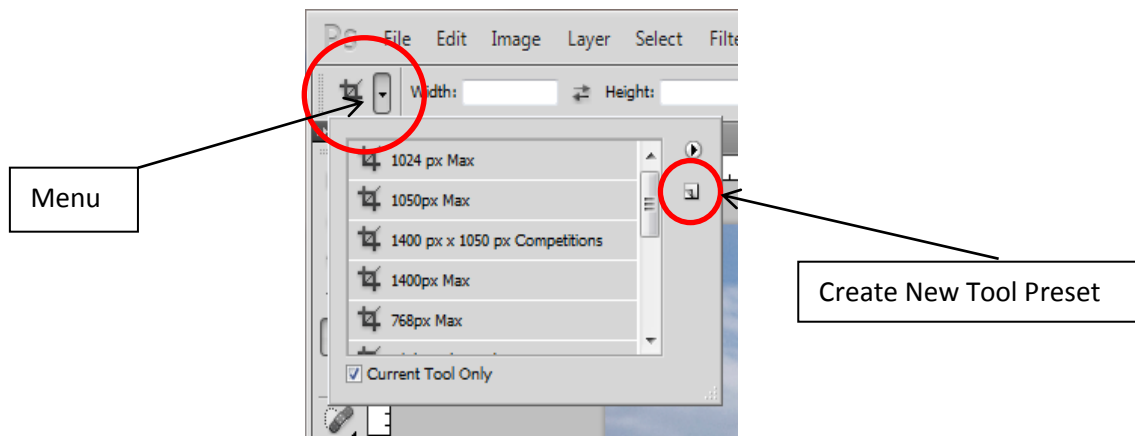 Ps File Edit Image Layer Select Filte
Width: Height:
1024 px Max
1050px Max
1400 px x 1050 px Competitions
1400px Max
768px Max
Current Tool Only
Menu
Create New Tool Preset